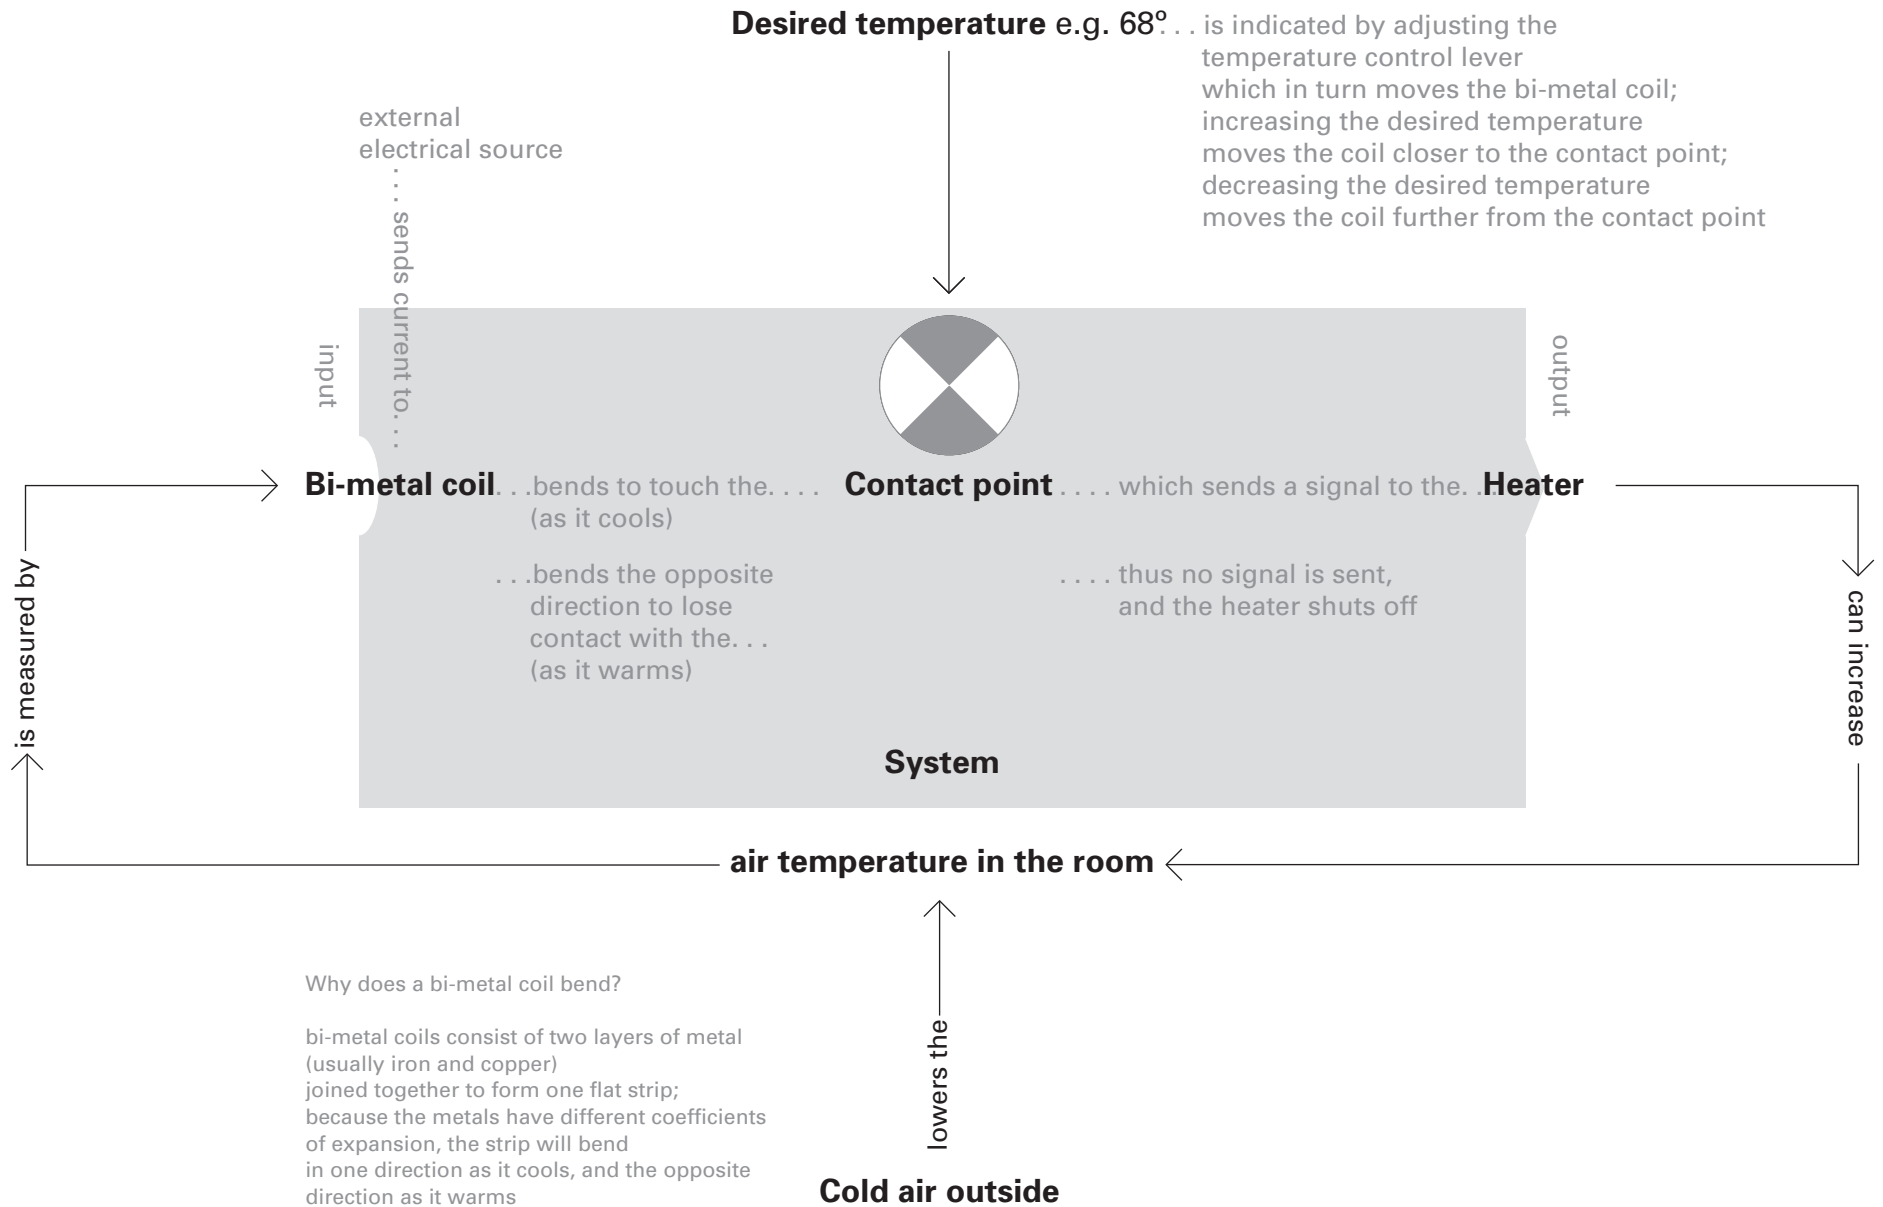 Desired temperature e.g. 68º. . . is indicated by adjusting the
temperature control lever
which in turn moves the bi-metal coil;
increasing the desired temperature
moves the coil closer to the contact point;
decreasing the desired temperature
moves the coil further from the contact point
external
electrical source
. . . sends current to. . .
input
output
Bi-metal coil. . .bends to touch the. . . . Contact point . . . . which sends a signal to the. . .Heater
(as it cools)
. . .bends the opposite
direction to lose
contact with the. . .
(as it warms)
. . . . thus no signal is sent,
and the heater shuts off
is measured by
can increase
System
air temperature in the room
lowers the
Cold air outside
Why does a bi-metal coil bend?
bi-metal coils consist of two layers of metal
(usually iron and copper)
joined together to form one flat strip;
because the metals have different coefficients
of expansion, the strip will bend
in one direction as it cools, and the opposite
direction as it warms